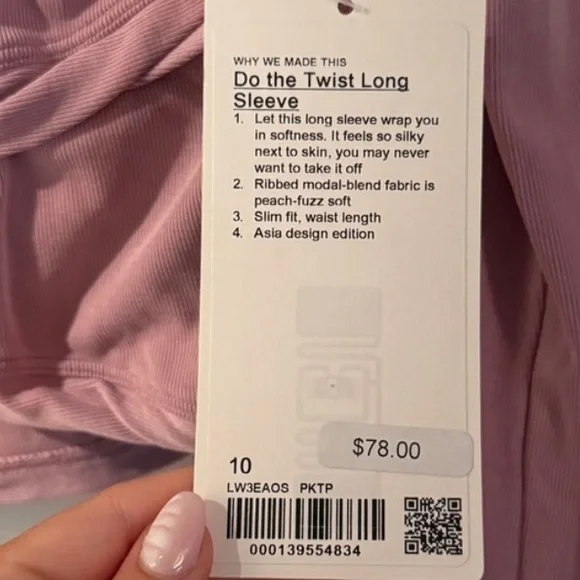 WHY WE MADE THIS
Do the Twist Long
Sleeve
1. Let this long sleeve wrap you
in softness. It feels so silky
next to skin, you may never
want to take it off
2. Ribbed modal-blend fabric is
peach-fuzz soft
3. Slim fit, waist length
4. Asia design edition
$78.00
10
LW3EAOS PKTP
000139554834